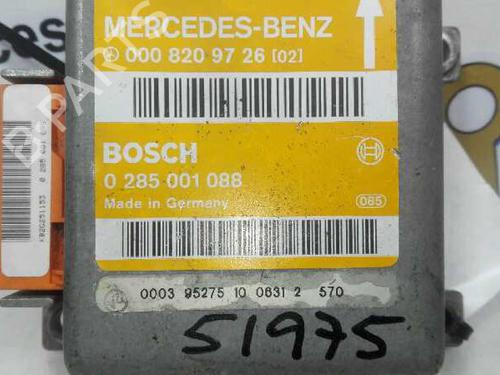 MERCEDES-BENZ
000 820 97 26 [02]
BOSCH
0 285 001 088
Made in Germany
085
0003 95275 10 0631 2 570
51975
B-PARTS